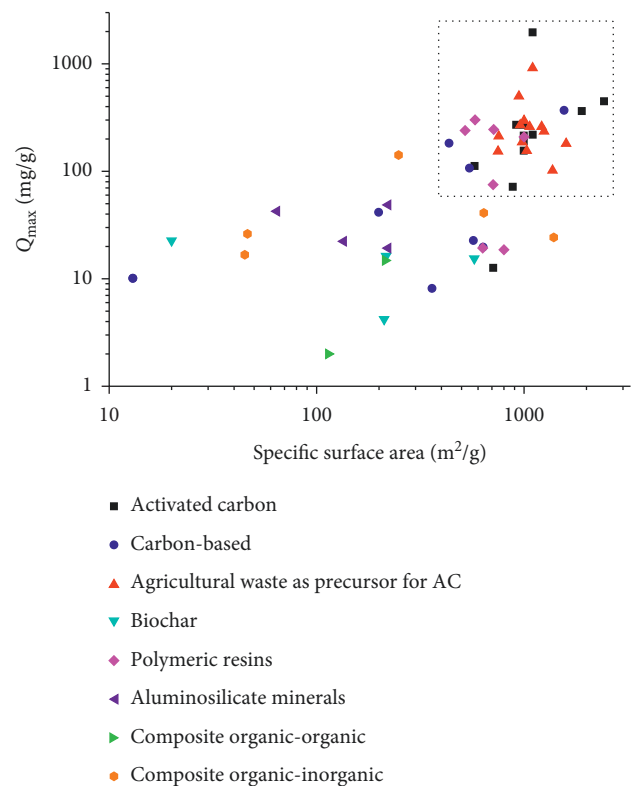 1000
100
10
1
Q_max (mg/g)
10
100
1000
Specific surface area (m²/g)
Activated carbon
Carbon-based
Agricultural waste as precursor for AC
Biochar
Polymeric resins
Aluminosilicate minerals
Composite organic-organic
Composite organic-inorganic